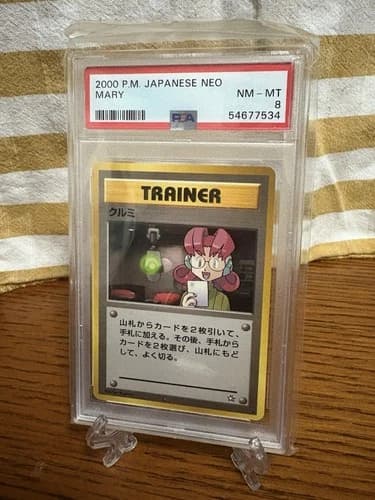 2000 P.M. JAPANESE NEO
MARY
NM - MT
8
PSA
54677534
TRAINER
クルミ
山札からカードを2枚引いて、
手札に加える。その後、手札から
カードを2枚選び、山札にもど
して、よく切る。